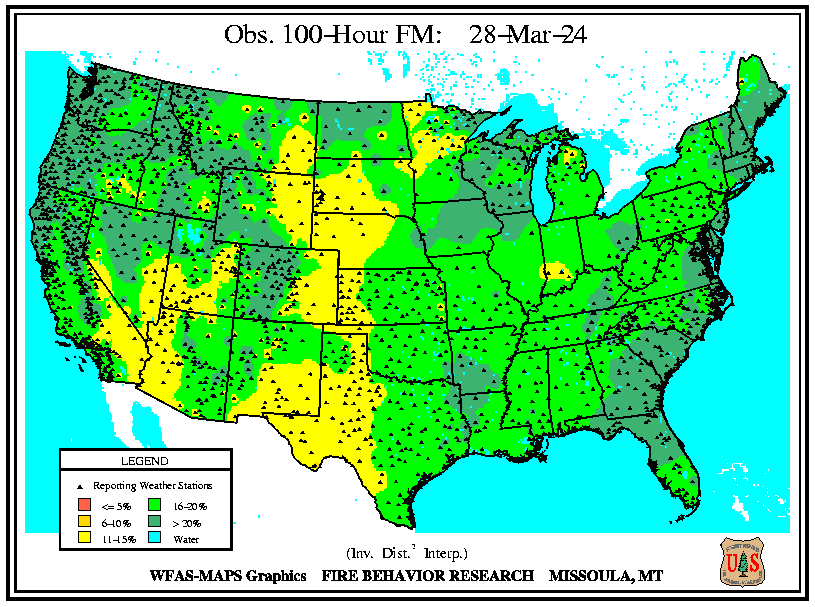 Obs. 100-Hour FM: 28-Mar-24
LEGEND
Reporting Weather Stations
<= 5%
6-10%
11-15%
16-20%
> 20%
Water
(Inv. Dist.² Interp.)
WFAS-MAPS Graphics FIRE BEHAVIOR RESEARCH MISSOULA, MT
U S